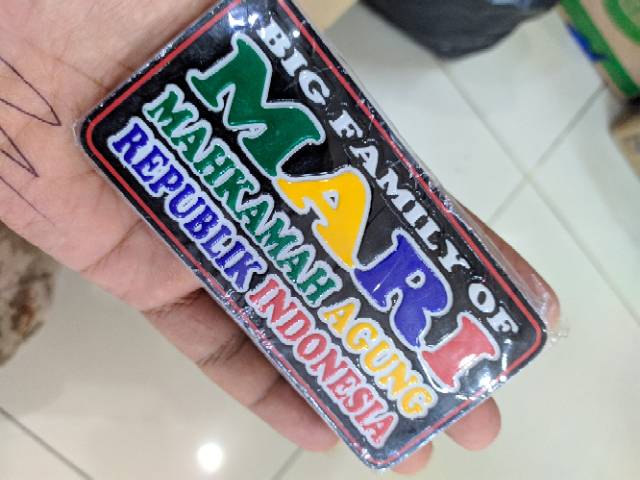 BIG FAMILY OF
MARI
MAHKAMAH AGUNG
REPUBLIK INDONESIA